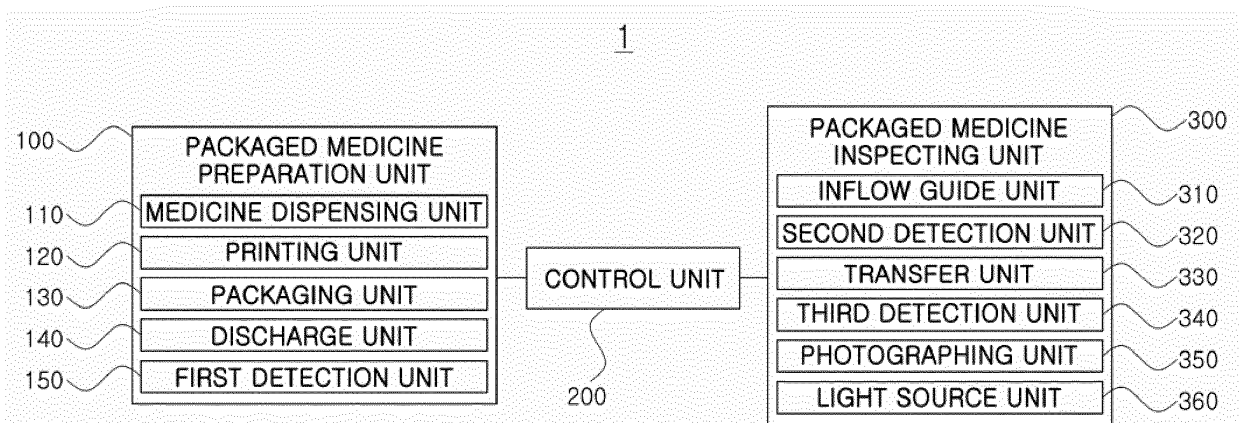 1
100
PACKAGED MEDICINE
PREPARATION UNIT
110
MEDICINE DISPENSING UNIT
120
PRINTING UNIT
130
PACKAGING UNIT
140
DISCHARGE UNIT
150
FIRST DETECTION UNIT
CONTROL UNIT
200
PACKAGED MEDICINE
INSPECTING UNIT
300
INFLOW GUIDE UNIT
310
SECOND DETECTION UNIT
320
TRANSFER UNIT
330
THIRD DETECTION UNIT
340
PHOTOGRAPHING UNIT
350
LIGHT SOURCE UNIT
360